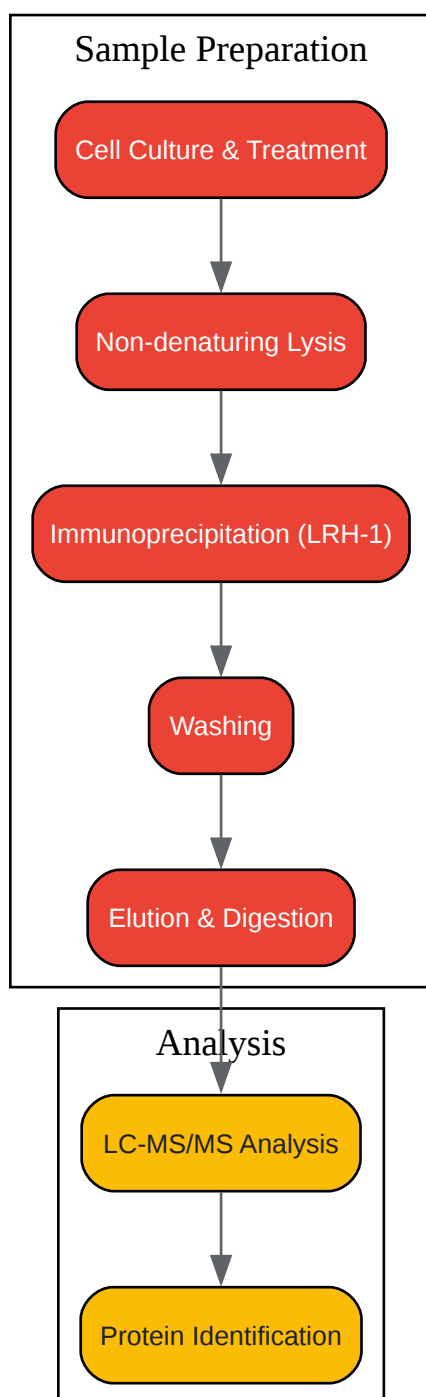 Sample Preparation
Cell Culture & Treatment
Non-denaturing Lysis
Immunoprecipitation (LRH-1)
Washing
Elution & Digestion
Analysis
LC-MS/MS Analysis
Protein Identification